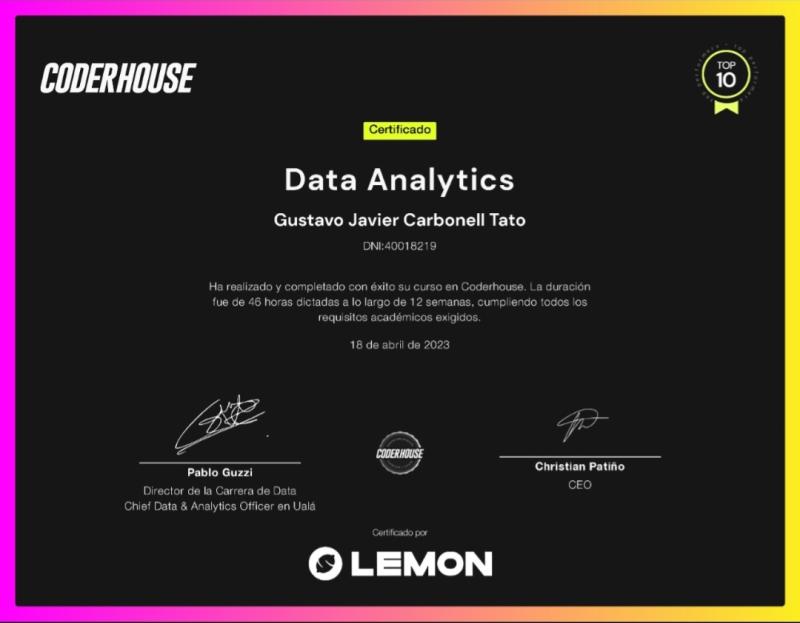 CODERHOUSE
TOP
10
Certificado
Data Analytics
Gustavo Javier Carbonell Tato
DNI:40018219
Ha realizado y completado con éxito su curso en Coderhouse. La duración
fue de 46 horas dictadas a lo largo de 12 semanas, cumpliendo todos los
requisitos académicos exigidos.
18 de abril de 2023
Pablo Guzzi
Director de la Carrera de Data
Chief Data & Analytics Officer en Ualá
CODERHOUSE
Christian Patiño
CEO
Certificado por
LEMON